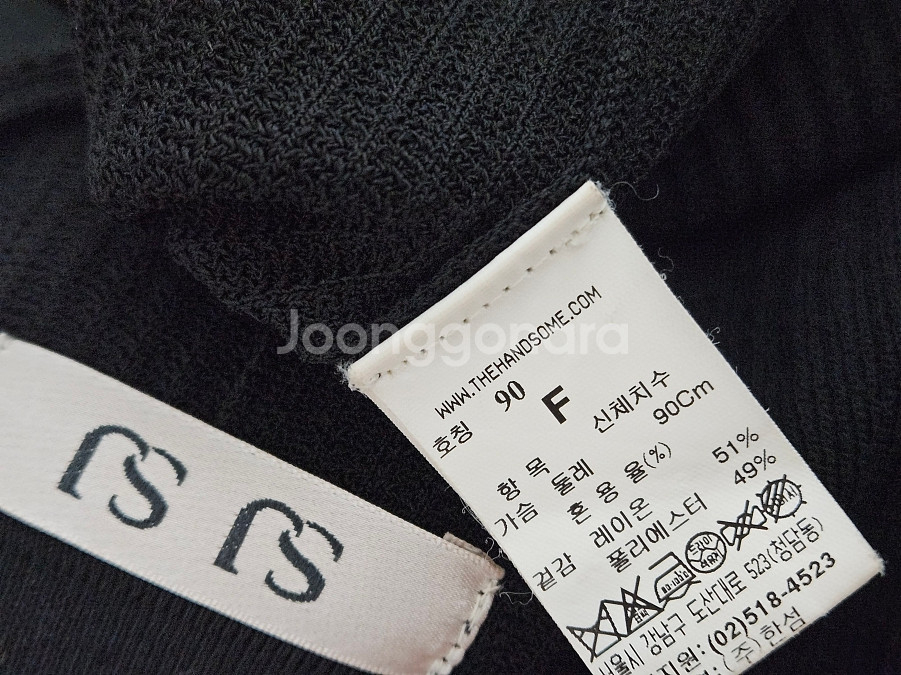 Joonggonara
WWW.THEHANDSOME.COM
호칭 90 F
항 목 신체치수
가슴 둘레 90Cm
혼 용 율(%)
겉감 레이온 51%
폴리에스터 49%
서울시 강남구 도산대로 523(청담동)
지원: (02)518-4523
(주)한섬